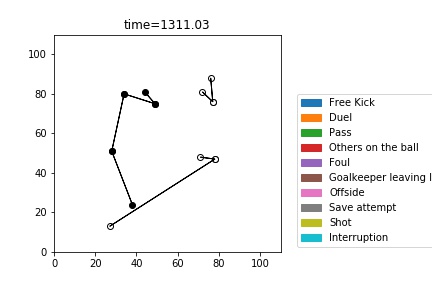 time=1311.03
100
80
60
40
20
0
0 20 40 60 80 100
Free Kick
Duel
Pass
Others on the ball
Foul
Goalkeeper leaving l
Offside
Save attempt
Shot
Interruption